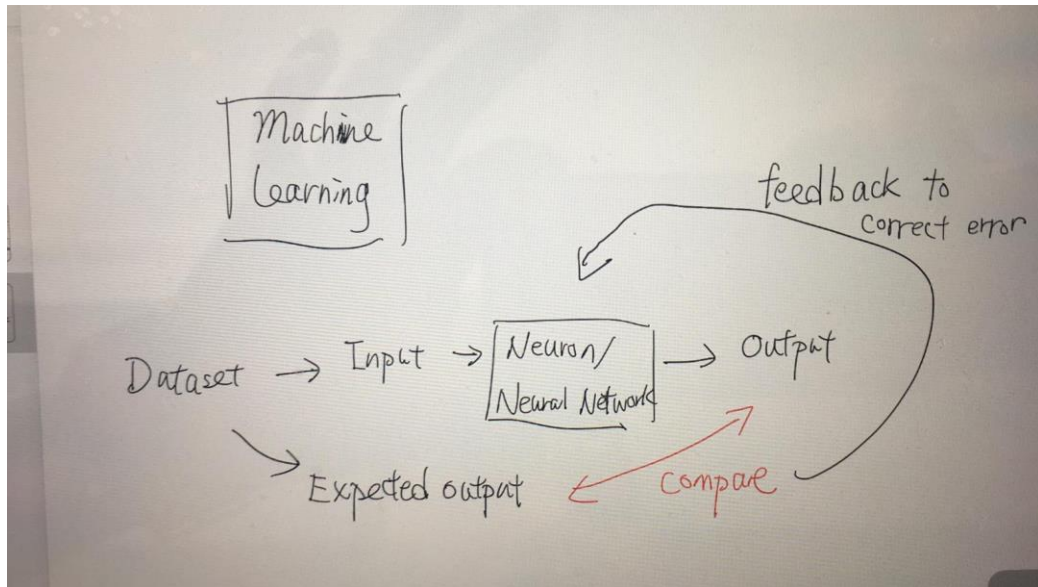 Machine
Learning
feedback to
correct error
Dataset → Input → Neuron/ → Output
Neural Network
Expected output
Compare